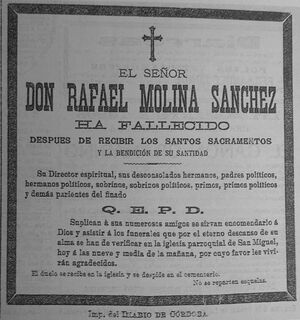 EL SEÑOR
DON RAFAEL MOLINA SANCHEZ
HA FALLECIDO
DESPUES DE RECIBIR LOS SANTOS SACRAMENTOS
Y LA BENDICIÓN DE SU SANTIDAD
Su Director espiritual, sus desconsolados hermanos, padres políticos,
hermanos políticos, sobrinos, sobrizos políticos, primos, primos políticos
y demás parientes del finado
Q. E. P. D.
Suplican á sus numerosos amigos se sirvan encomendarlo á
Dios y asistir á los funerales que por el eterno descanso de su
alma se han de verificar en la iglesia parroquial de San Miguel,
hoy á las nueve y media de la mañana, por cuyo favor les vivirán
agradecidos.
El duelo se recibe en la iglesia y se despide en el cementerio.
No se reparten esquelas.
Imp. del DIARIO DE CÓRDOBA.